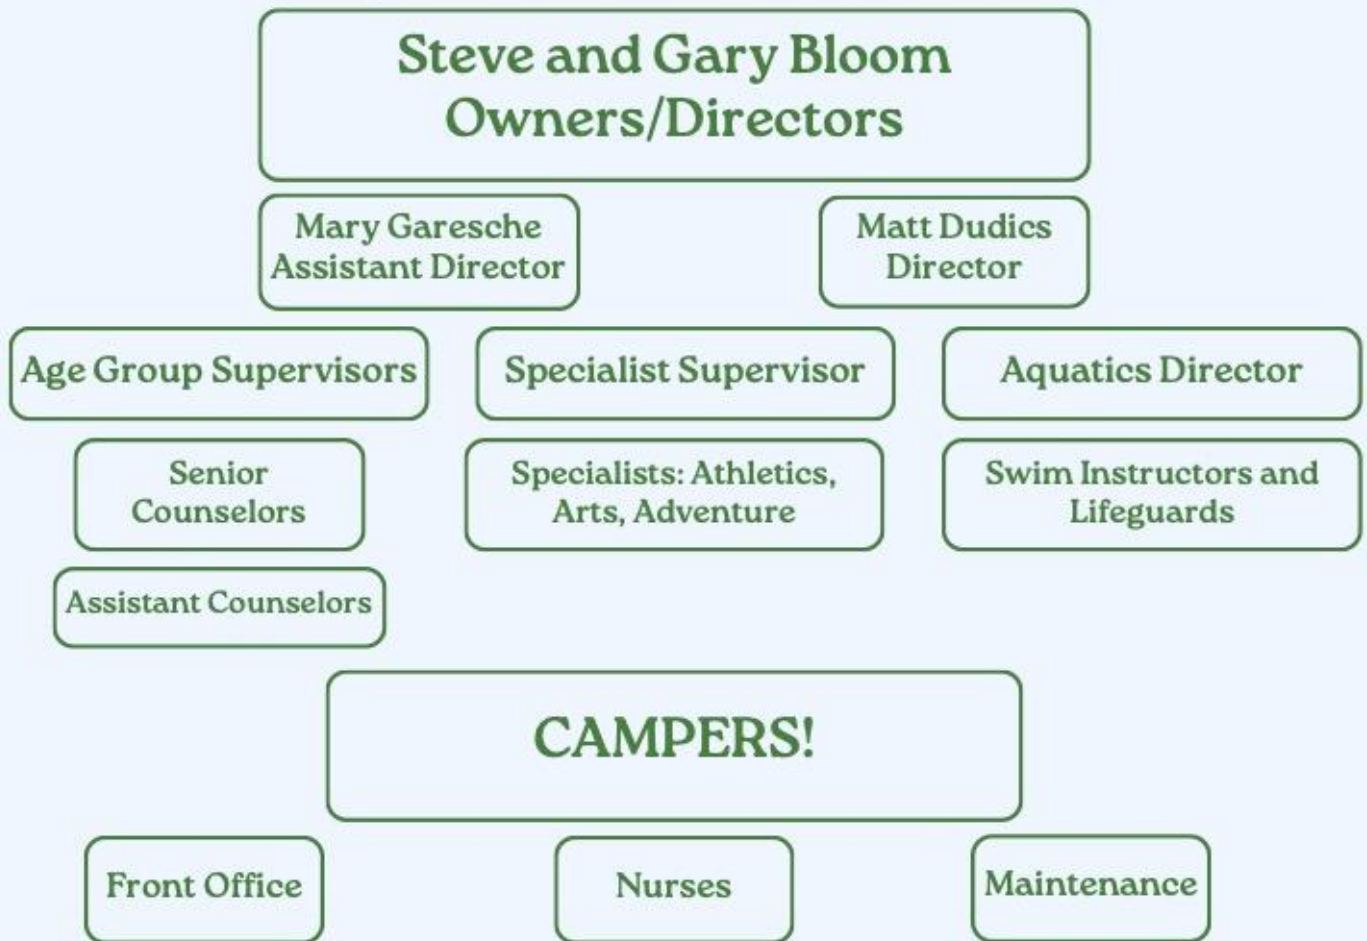 Steve and Gary Bloom
Owners/Directors
Mary Garesche
Assistant Director
Matt Dudics
Director
Age Group Supervisors
Specialist Supervisor
Aquatics Director
Senior
Counselors
Specialists: Athletics,
Arts, Adventure
Swim Instructors and
Lifeguards
Assistant Counselors
CAMPERS!
Front Office
Nurses
Maintenance